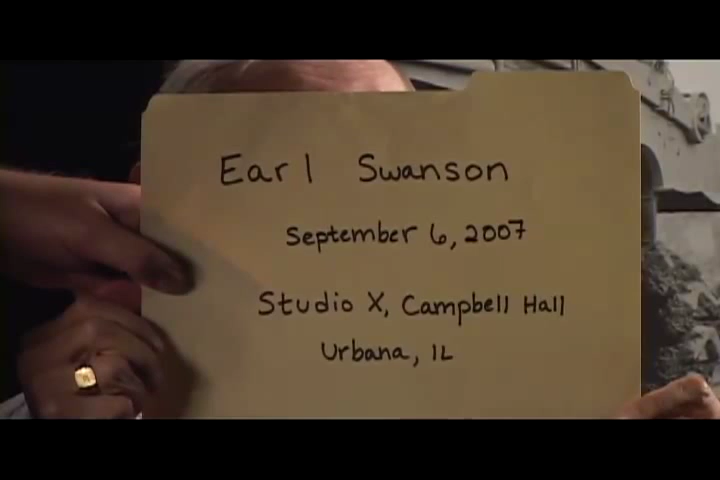 Earl Swanson
September 6, 2007
Studio X, Campbell Hall
Urbana, IL